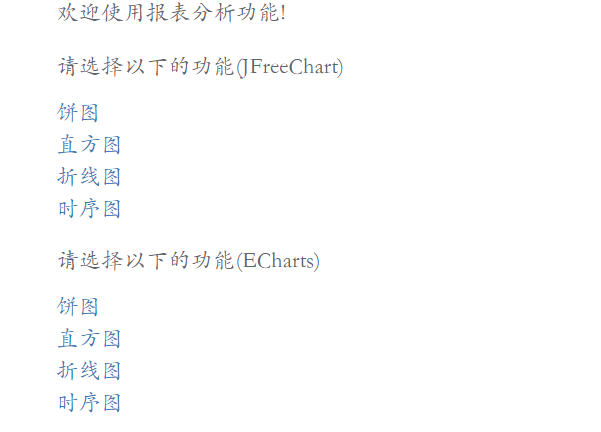 欢迎使用报表分析功能!
请选择以下的功能(JFreeChart)
饼图
直方图
折线图
时序图
请选择以下的功能(ECharts)
饼图
直方图
折线图
时序图